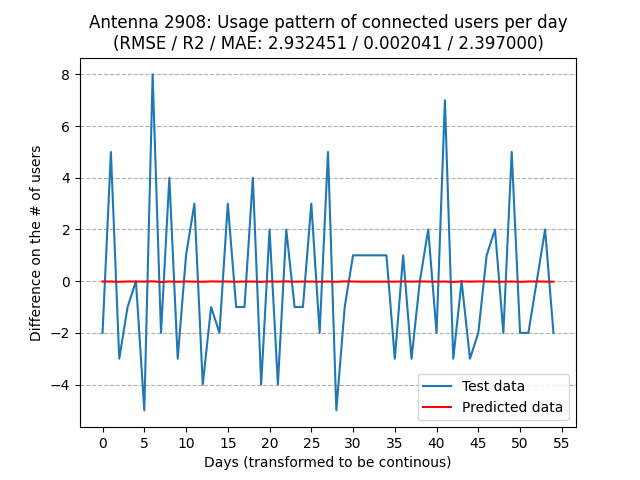 Antenna 2908: Usage pattern of connected users per day
(RMSE / R2 / MAE: 2.932451 / 0.002041 / 2.397000)
Difference on the # of users
8
6
4
2
0
−2
−4
Test data
Predicted data
0 5 10 15 20 25 30 35 40 45 50 55
Days (transformed to be continous)